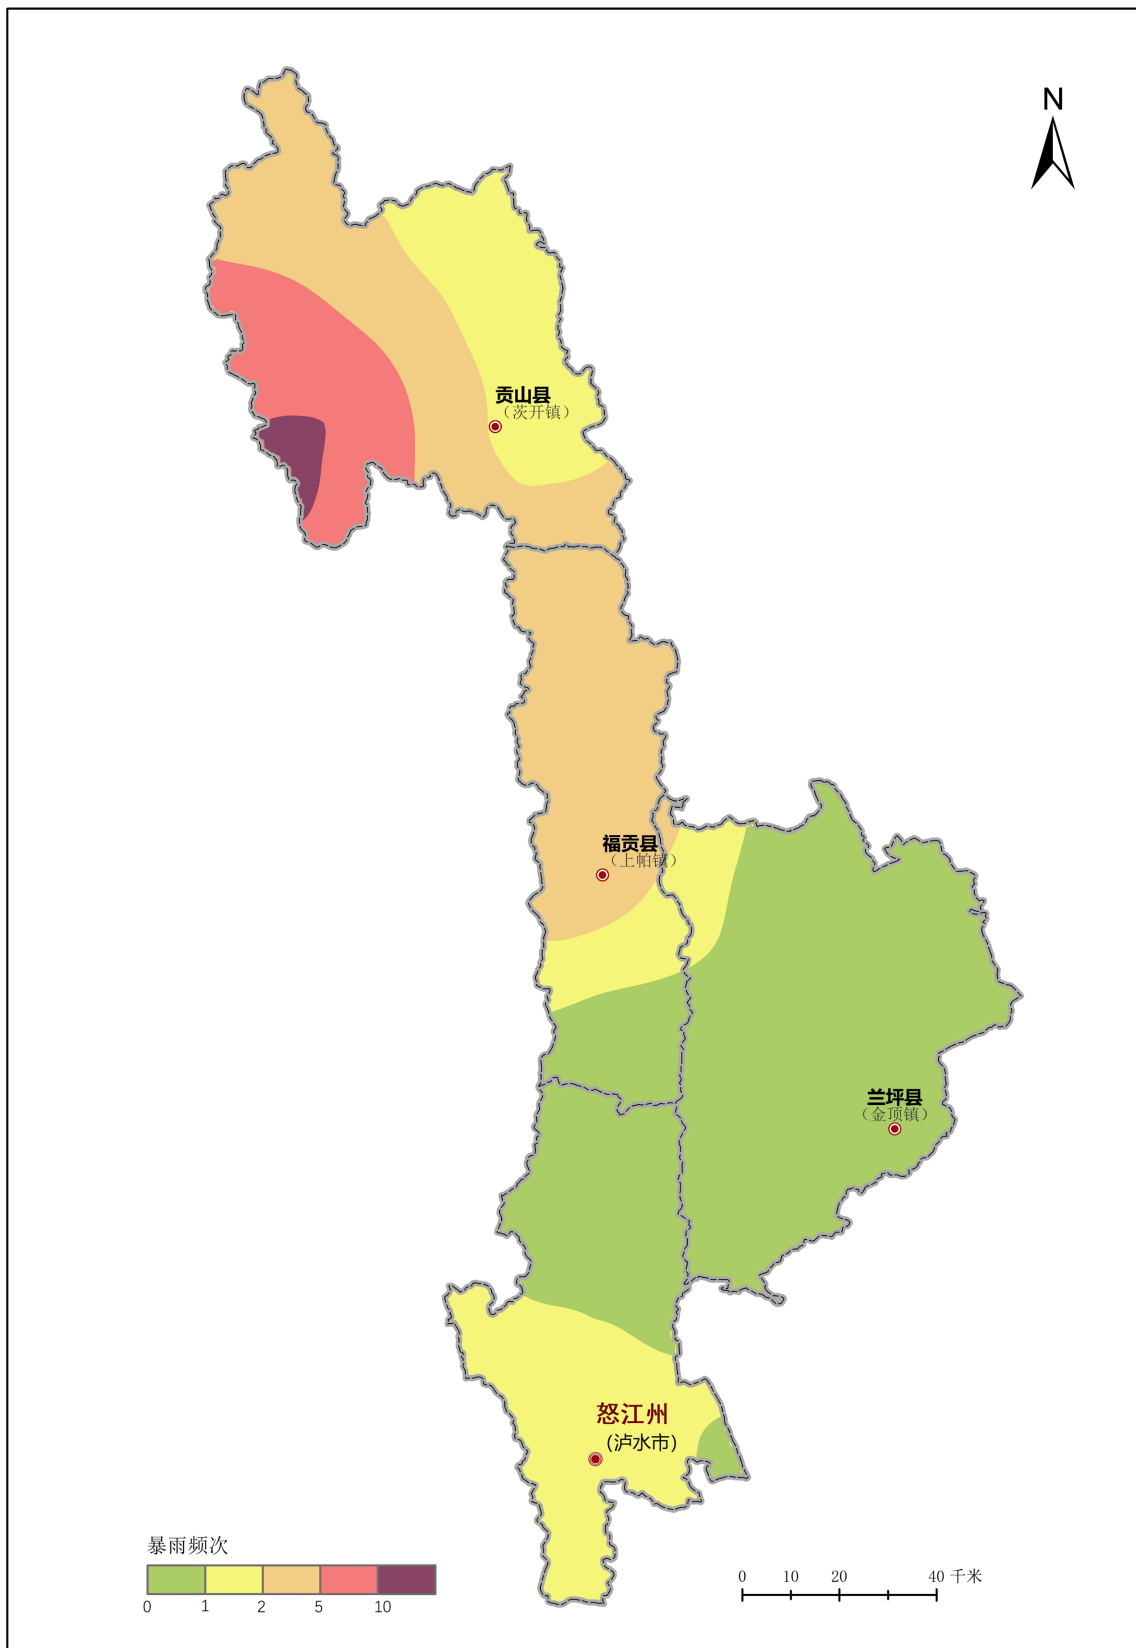 N
贡山县
（茨开镇）
福贡县
（上帕镇）
兰坪县
（金顶镇）
怒江州
(泸水市)
暴雨频次
0 1 2 5 10
0 10 20 40 千米